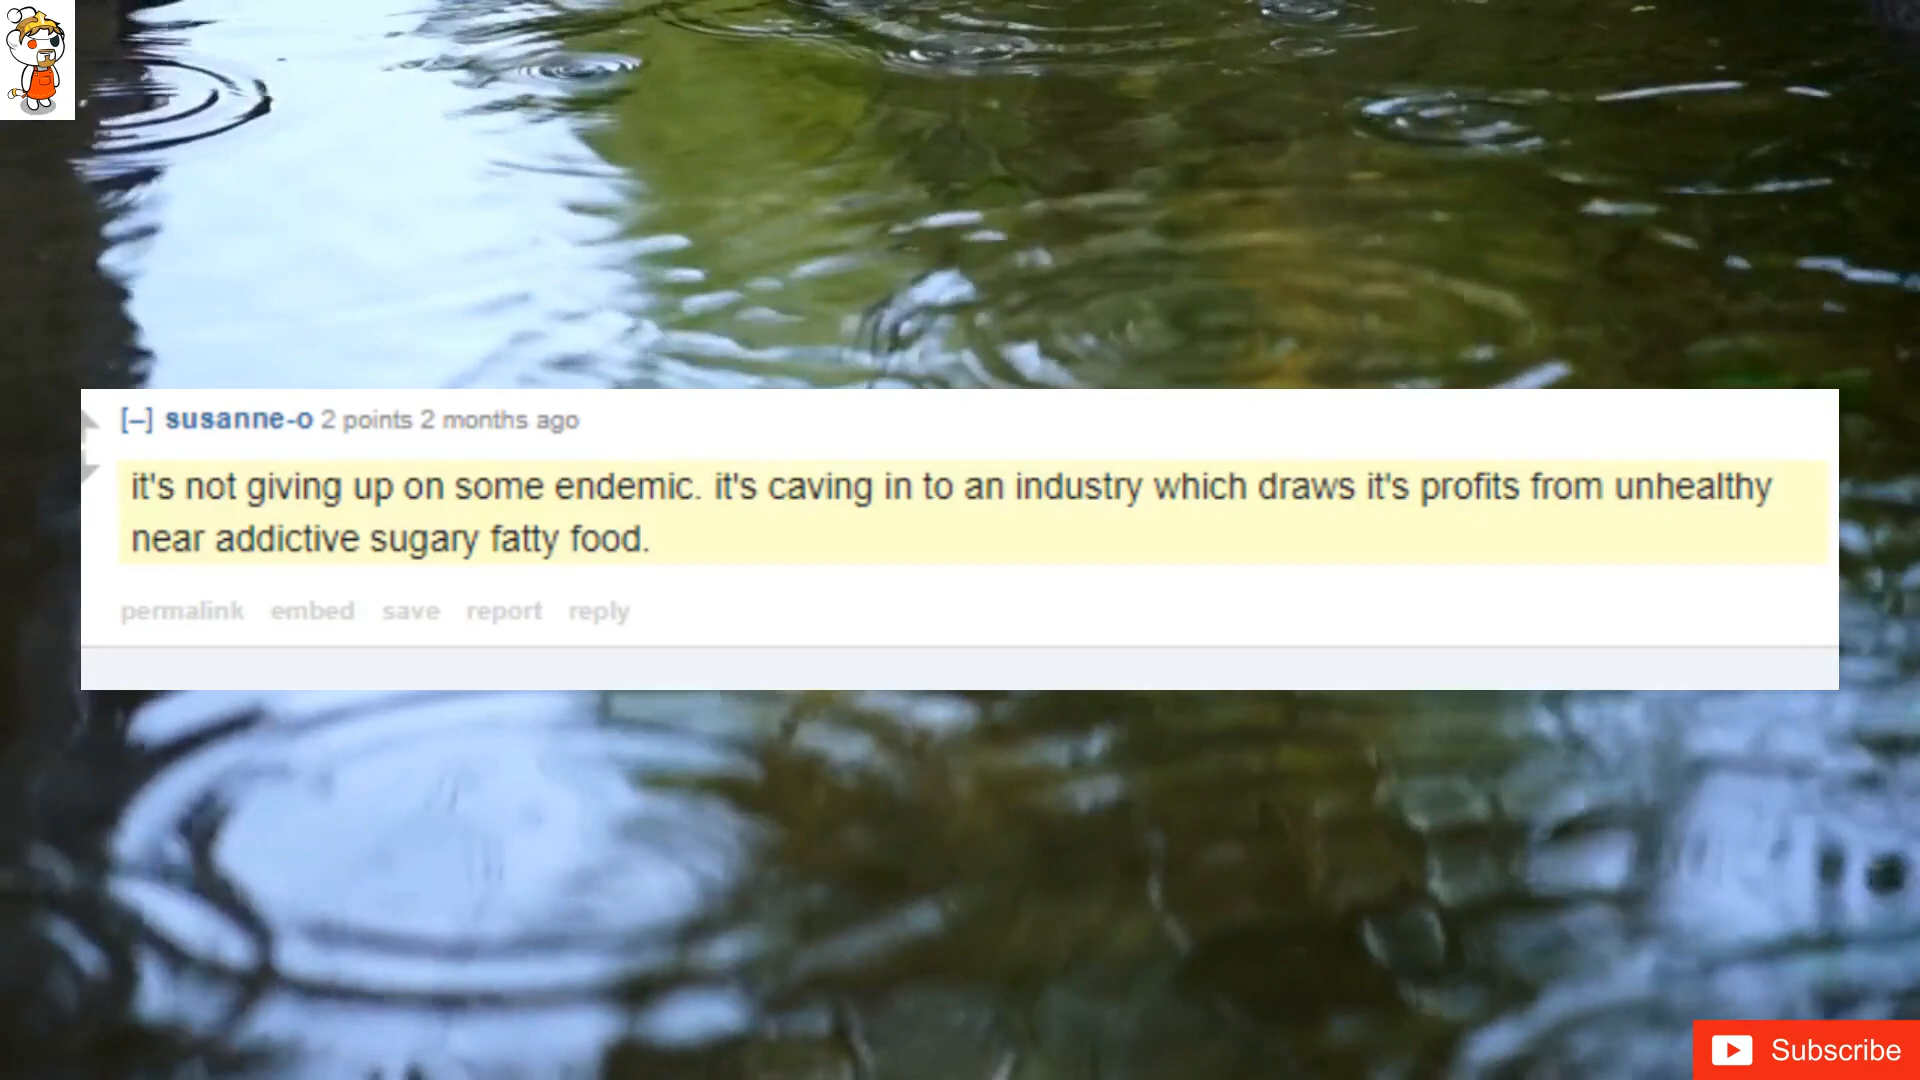 [–] susanne-o 2 points 2 months ago
it's not giving up on some endemic. it's caving in to an industry which draws it's profits from unhealthy
near addictive sugary fatty food.
permalink embed save report reply
Subscribe